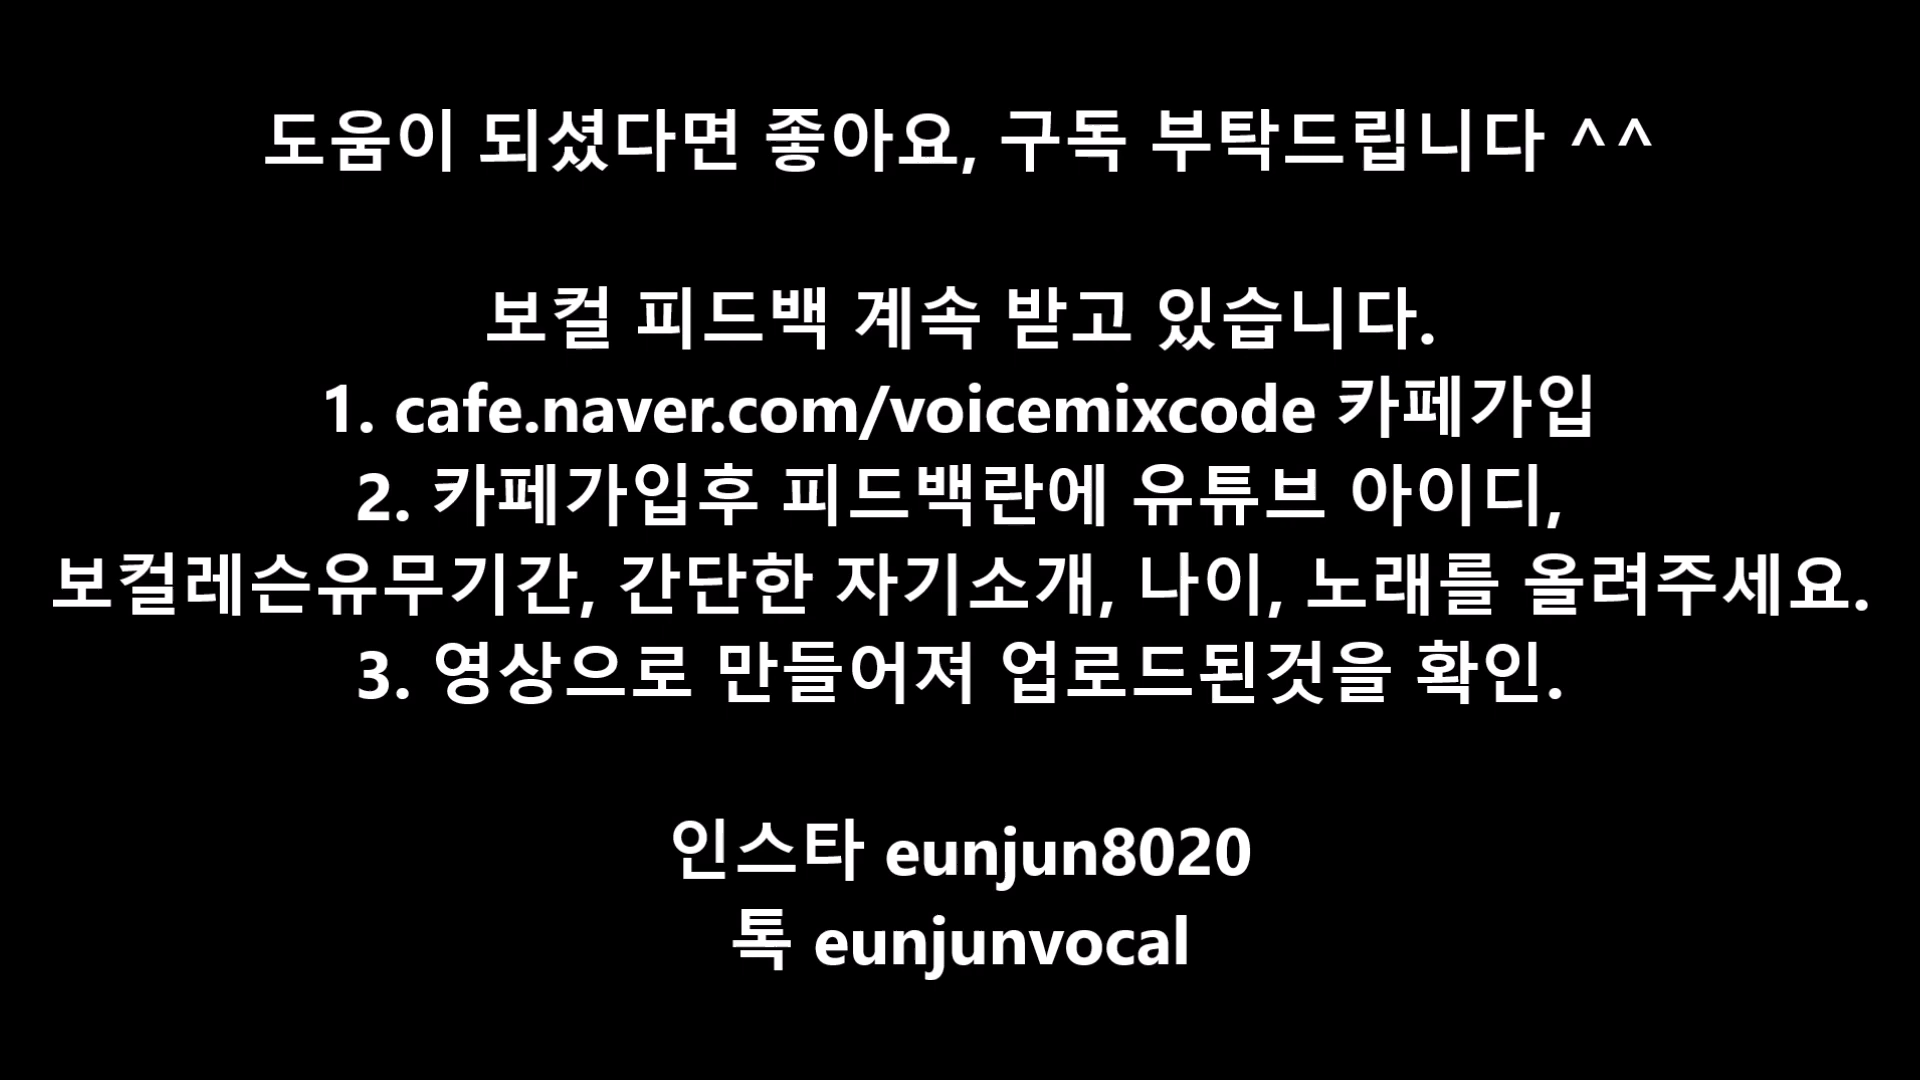 도움이 되셨다면 좋아요, 구독 부탁드립니다 ^^
보컬 피드백 계속 받고 있습니다.
1. cafe.naver.com/voicemixcode 카페가입
2. 카페가입후 피드백란에 유튜브 아이디,
보컬레슨유무기간, 간단한 자기소개, 나이, 노래를 올려주세요.
3. 영상으로 만들어져 업로드된것을 확인.
인스타 eunjun8020
톡 eunjunvocal